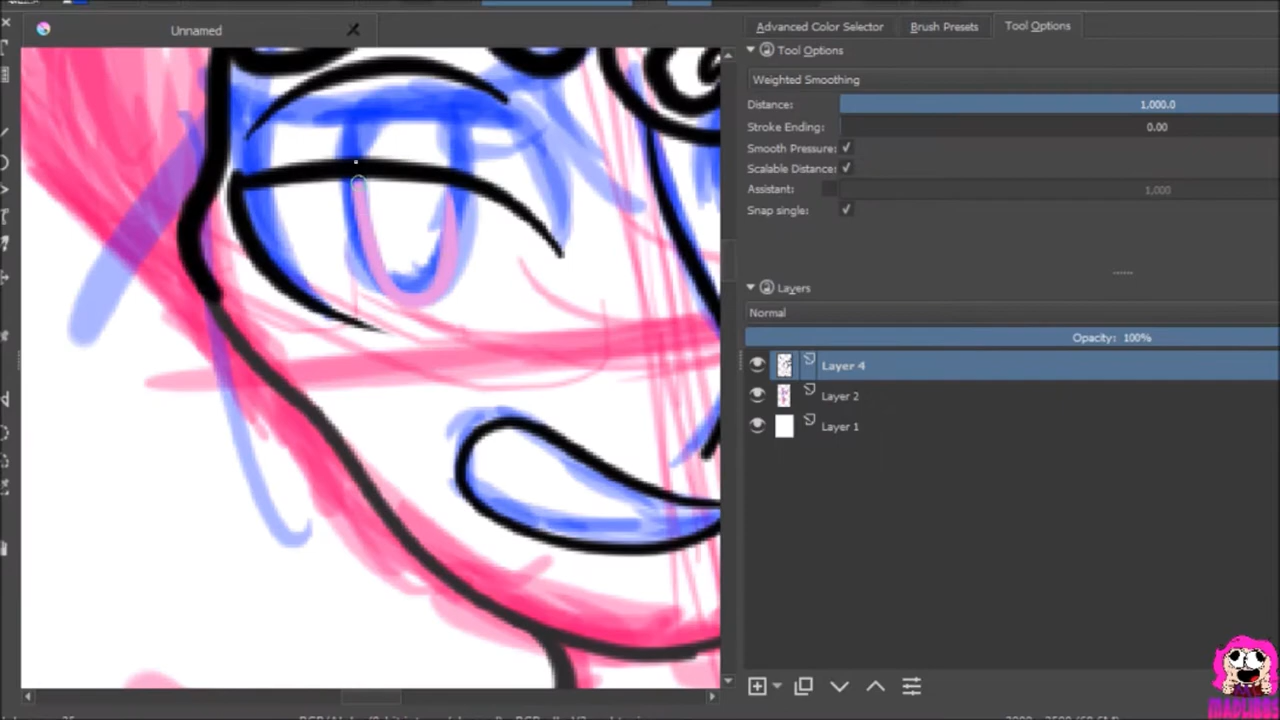 Unnamed
Advanced Color Selector
Brush Presets
Tool Options
Tool Options
Weighted Smoothing
Distance: 1,000.0
Stroke Ending: 0.00
Smooth Pressure:
Scalable Distance:
Assistant: 1,000
Snap single:
Layers
Normal
Opacity: 100%
Layer 4
Layer 2
Layer 1
MADLIBBS